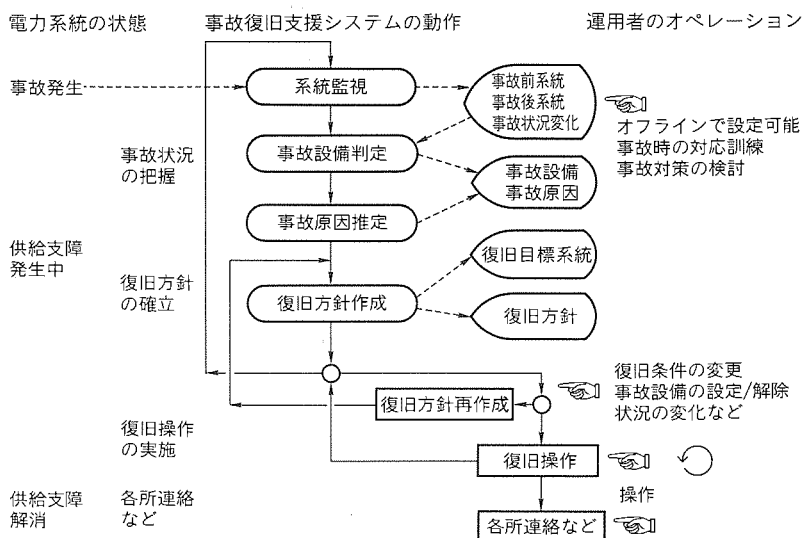 電力系統の状態 事故復旧支援システムの動作 運用者のオペレーション
事故発生
系統監視
事故前系統
事故後系統
事故状況変化
オフラインで設定可能
事故時の対応訓練
事故対策の検討
事故状況
の把握
事故設備判定
事故設備
事故原因
事故原因推定
供給支障
発生中
復旧目標系統
復旧方針
の確立
復旧方針作成
復旧方針
復旧条件の変更
事故設備の設定/解除
状況の変化など
復旧方針再作成
復旧操作
の実施
復旧操作
操作
供給支障
解消
各所連絡
など
各所連絡など